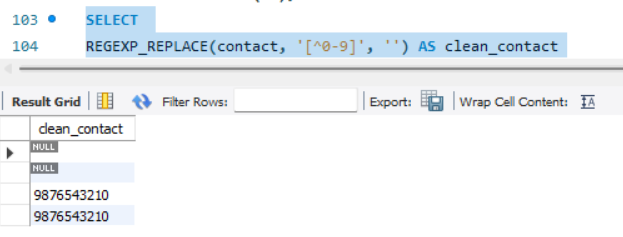 103 SELECT
104 REGEXP_REPLACE(contact, '[^0-9]', '') AS clean_contact
Result Grid Filter Rows: Export: Wrap Cell Content: IA
clean_contact
NULL
NULL
9876543210
9876543210